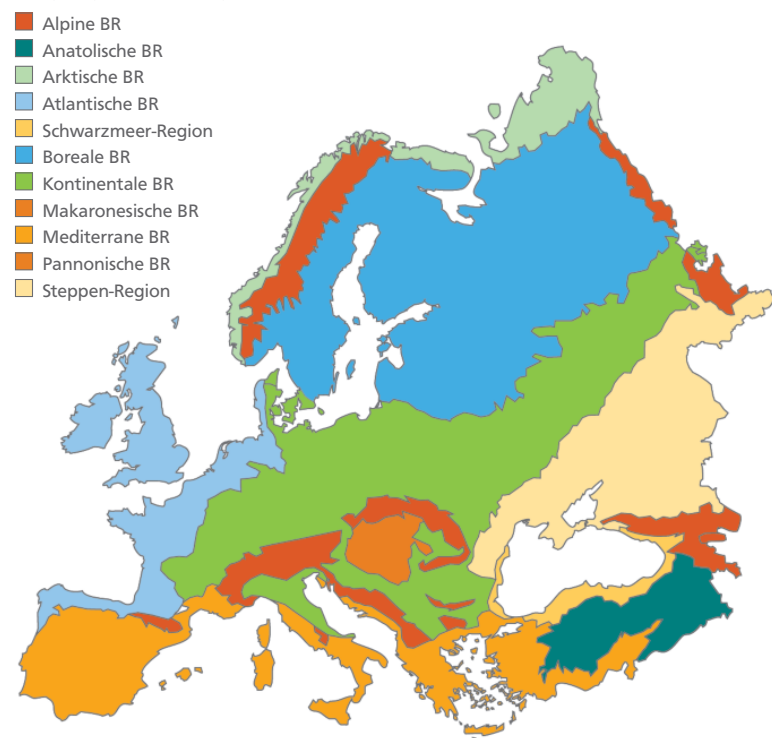 Alpine BR
Anatolische BR
Arktische BR
Atlantische BR
Schwarzmeer-Region
Boreale BR
Kontinentale BR
Makaronesische BR
Mediterrane BR
Pannonische BR
Steppen-Region